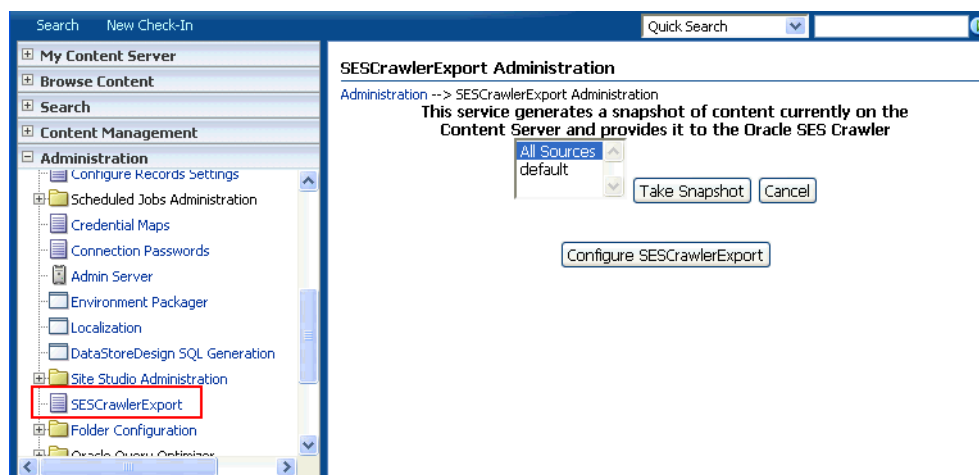 Search New Check-In Quick Search
My Content Server
Browse Content
Search
Content Management
Administration
Configure Records Settings
Scheduled Jobs Administration
Credential Maps
Connection Passwords
Admin Server
Environment Packager
Localization
DataStoreDesign SQL Generation
Site Studio Administration
SESCrawlerExport
Folder Configuration
Oracle Query Optimizer
SESCrawlerExport Administration
Administration --> SESCrawlerExport Administration
This service generates a snapshot of content currently on the
Content Server and provides it to the Oracle SES Crawler
All Sources
default
Take Snapshot Cancel
Configure SESCrawlerExport